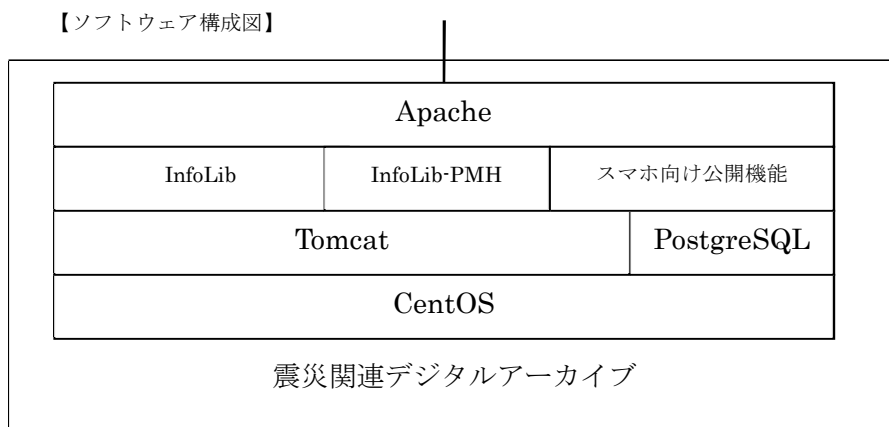 【ソフトウェア構成図】
Apache
InfoLib InfoLib-PMH スマホ向け公開機能
Tomcat PostgreSQL
CentOS
震災関連デジタルアーカイブ